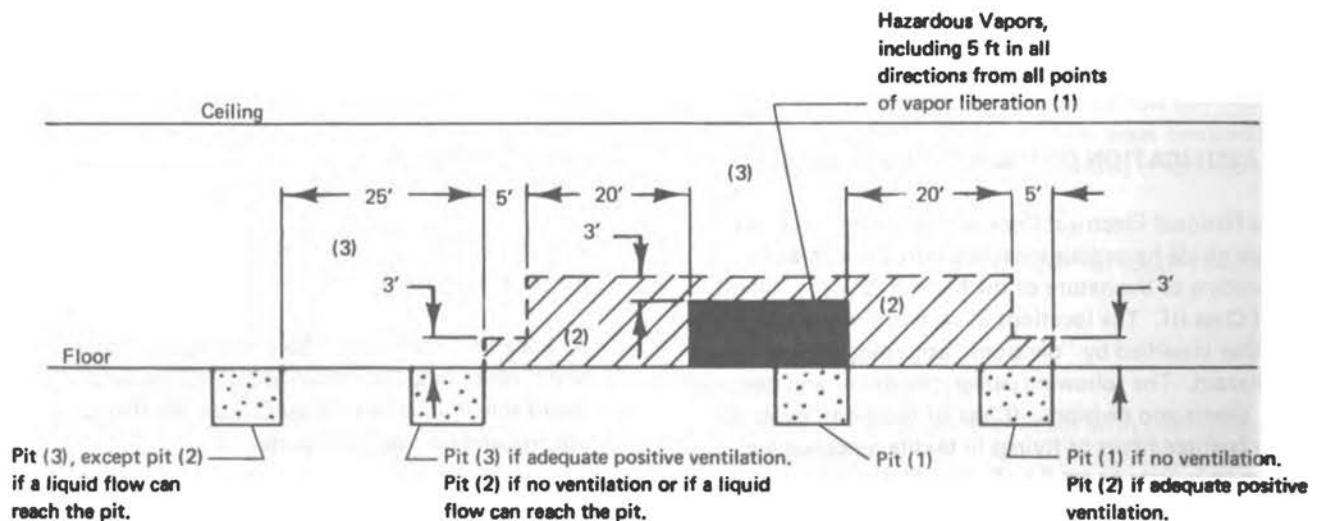 Hazardous Vapors,
including 5 ft in all
directions from all points
of vapor liberation (1)
Ceiling
25'
5'
20'
(3)
20'
5'
(3)
3'
3'
3'
(2)
(2)
Floor
Pit (3), except pit (2)
if a liquid flow can
reach the pit.
Pit (3) if adequate positive ventilation.
Pit (2) if no ventilation or if a liquid
flow can reach the pit.
Pit (1)
Pit (1) if no ventilation.
Pit (2) if adequate positive
ventilation.